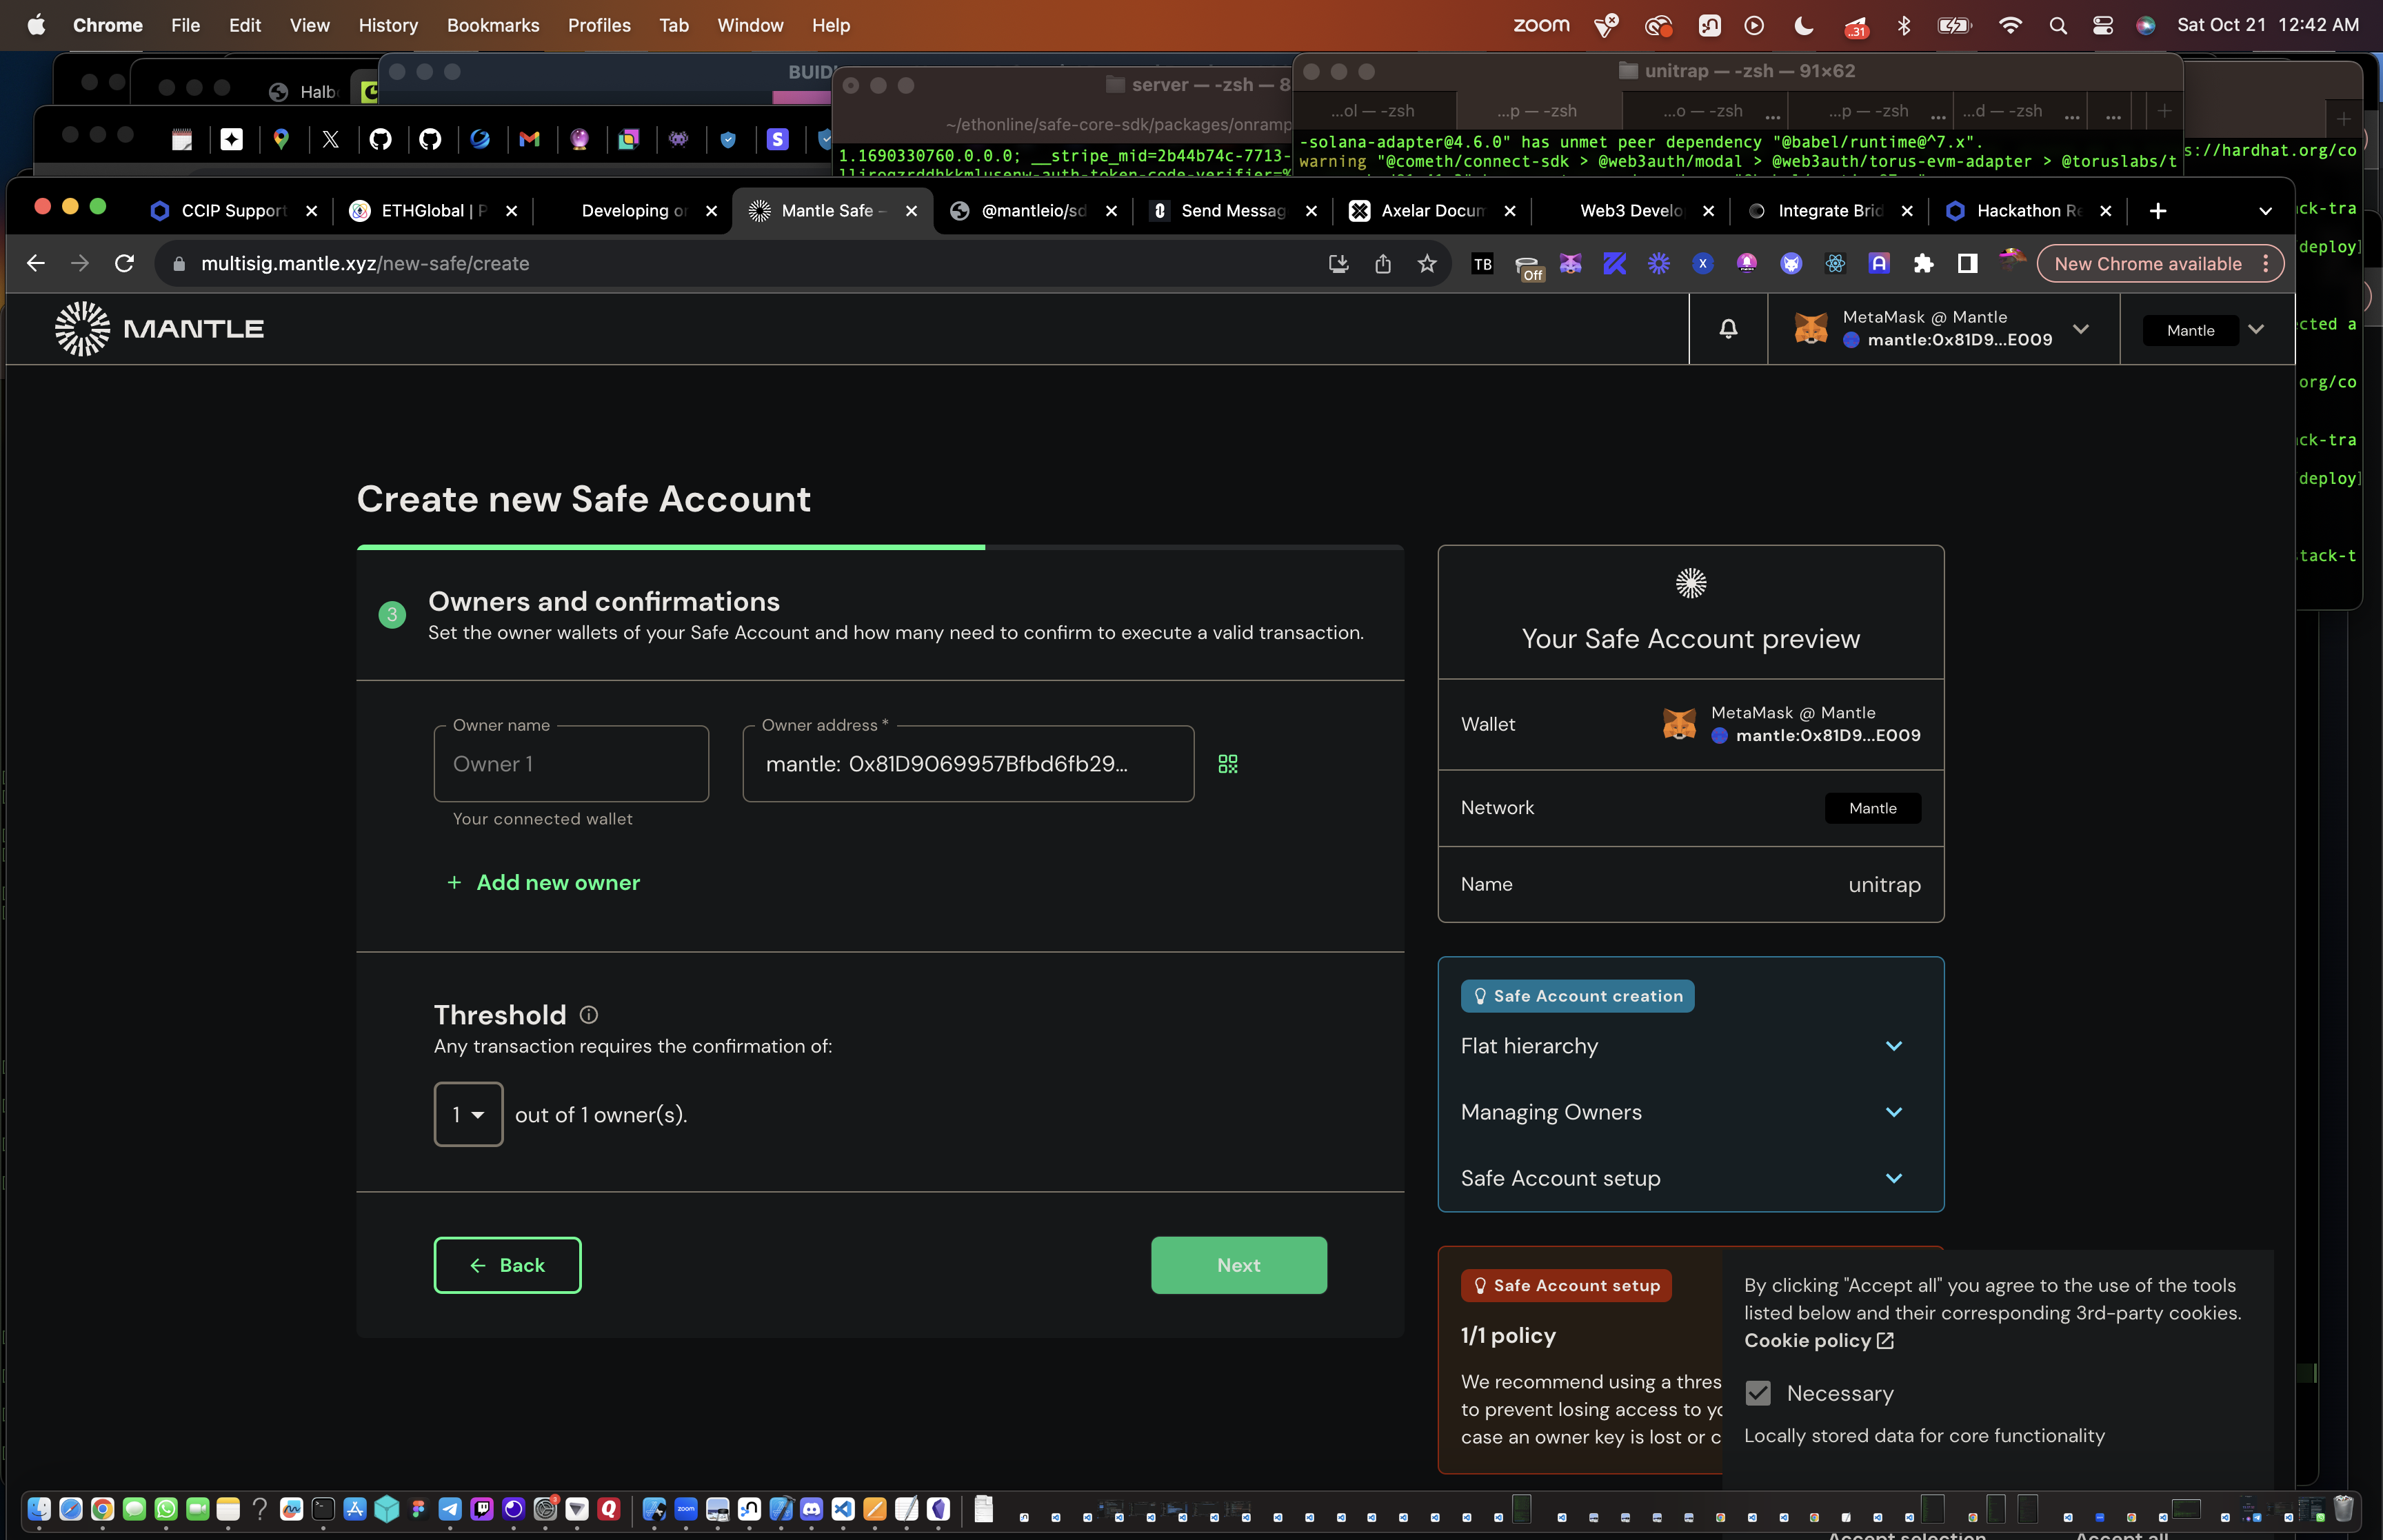 Chrome File Edit View History Bookmarks Profiles Tab Window Help
zoom
..31
Sat Oct 21 12:42 AM
server — -zsh — 8
unitrap — -zsh — 91×62
...ol — -zsh
...p — -zsh
...o — -zsh ...
...p — -zsh ...
...d — -zsh ...
...
~/ethonline/safe-core-sdk/packages/onramp
-solana-adapter@4.6.0" has unmet peer dependency "@babel/runtime@^7.x".
1.1690330760.0.0.0; __stripe_mid=2b44b74c-7713-
warning "@cometh/connect-sdk > @web3auth/modal > @web3auth/torus-evm-adapter > @toruslabs/t
s://hardhat.org/co
ck-tra
deploy]
cted a
org/co
ck-tra
deploy]
tack-t
CCIP Support
ETHGlobal | P
Developing o
Mantle Safe –
@mantleio/sd
Send Messag
Axelar Docum
Web3 Develo
Integrate Brid
Hackathon Re
multisig.mantle.xyz/new-safe/create
TB
Off
New Chrome available
MANTLE
MetaMask @ Mantle
mantle:0x81D9...E009
Mantle
Create new Safe Account
3
Owners and confirmations
Set the owner wallets of your Safe Account and how many need to confirm to execute a valid transaction.
Owner name
Owner 1
Your connected wallet
Owner address *
mantle: 0x81D9069957Bfbd6fb29...
+ Add new owner
Threshold
Any transaction requires the confirmation of:
1 out of 1 owner(s).
Back
Next
Your Safe Account preview
Wallet
MetaMask @ Mantle
mantle:0x81D9...E009
Network
Mantle
Name
unitrap
Safe Account creation
Flat hierarchy
Managing Owners
Safe Account setup
Safe Account setup
1/1 policy
We recommend using a thres
to prevent losing access to yo
case an owner key is lost or c
By clicking "Accept all" you agree to the use of the tools
listed below and their corresponding 3rd-party cookies.
Cookie policy
Necessary
Locally stored data for core functionality
Accept selection
Accept all